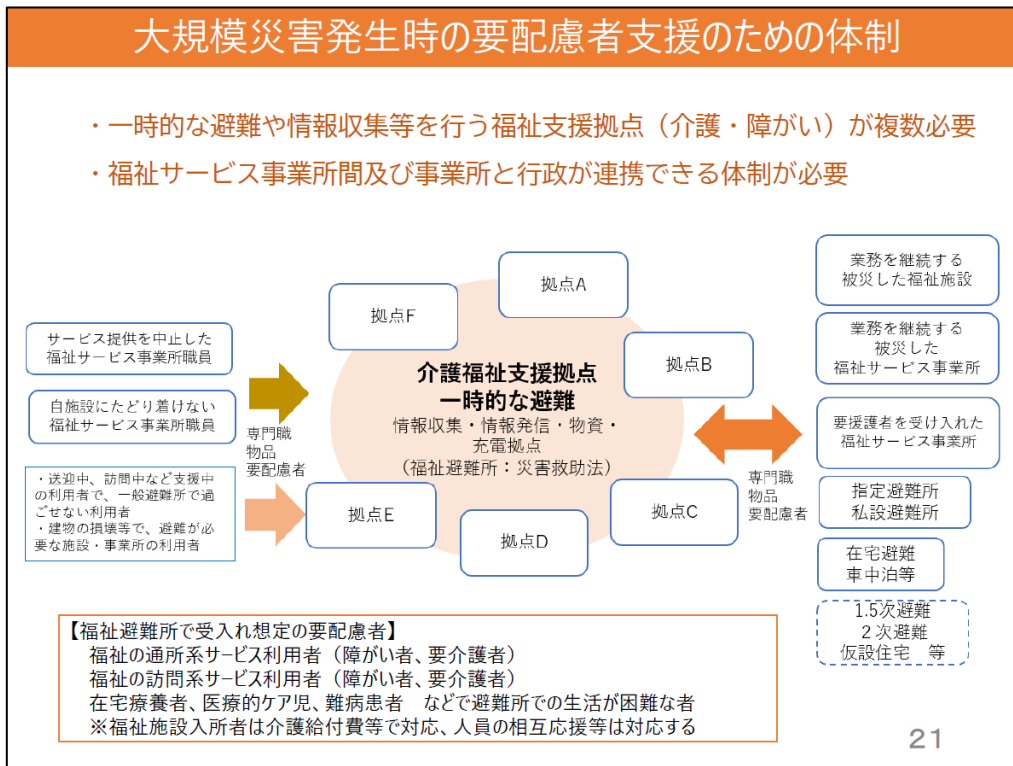 大規模災害発生時の要配慮者支援のための体制
・一時的な避難や情報収集等を行う福祉支援拠点（介護・障がい）が複数必要
・福祉サービス事業所間及び事業所と行政が連携できる体制が必要
サービス提供を中止した
福祉サービス事業所職員
自施設にたどり着けない
福祉サービス事業所職員
・送迎中、訪問中など支援中
の利用者で、一般避難所で過
ごせない利用者
・建物の損壊等で、避難が必
要な施設・事業所の利用者
専門職
物品
要配慮者
拠点A
拠点B
拠点C
拠点D
拠点E
拠点F
介護福祉支援拠点
一時的な避難
情報収集・情報発信・物資・
充電拠点
（福祉避難所：災害救助法）
専門職
物品
要配慮者
業務を継続する
被災した福祉施設
業務を継続する
被災した
福祉サービス事業所
要援護者を受け入れた
福祉サービス事業所
指定避難所
私設避難所
在宅避難
車中泊等
1.5次避難
２次避難
仮設住宅　等
【福祉避難所で受入れ想定の要配慮者】
福祉の通所系サービス利用者（障がい者、要介護者）
福祉の訪問系サービス利用者（障がい者、要介護者）
在宅療養者、医療的ケア児、難病患者　などで避難所での生活が困難な者
※福祉施設入所者は介護給付費等で対応、人員の相互応援等は対応する
21